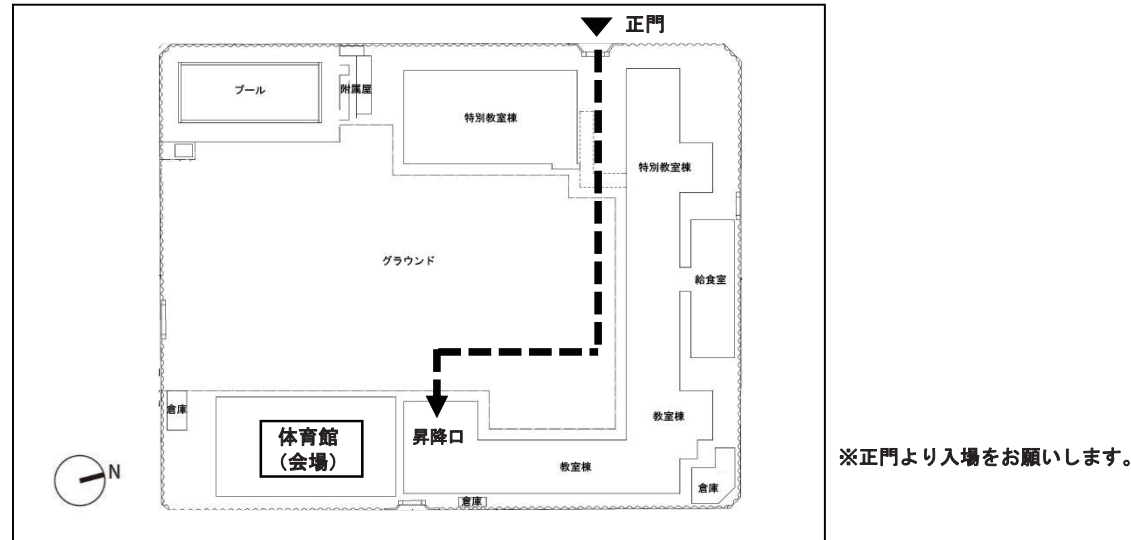 正門
プール
附属屋
特別教室棟
特別教室棟
グラウンド
給食室
倉庫
体育館
（会場）
昇降口
教室棟
教室棟
倉庫
倉庫
N
※正門より入場をお願いします。